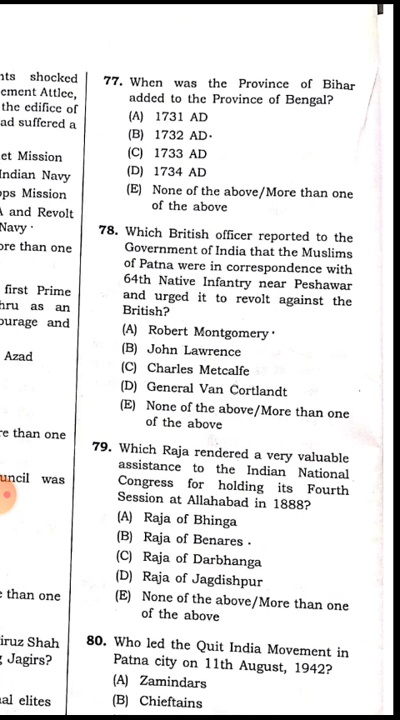 nts shocked
ement Attlee,
the edifice of
ad suffered a
et Mission
Indian Navy
ops Mission
and Revolt
Navy
ore than one
first Prime
hru as an
ourage and
Azad
re than one
uncil was
e than one
iruz Shah
Jagirs?
al elites
77. When was the Province of Bihar
added to the Province of Bengal?
(A) 1731 AD
(B) 1732 AD
(C) 1733 AD
(D) 1734 AD
(E) None of the above/More than one
of the above
78. Which British officer reported to the
Government of India that the Muslims
of Patna were in correspondence with
64th Native Infantry near Peshawar
and urged it to revolt against the
British?
(A) Robert Montgomery
(B) John Lawrence
(C) Charles Metcalfe
(D) General Van Cortlandt
(E) None of the above/More than one
of the above
79. Which Raja rendered a very valuable
assistance to the Indian National
Congress for holding its Fourth
Session at Allahabad in 1888?
(A) Raja of Bhinga
(B) Raja of Benares
(C) Raja of Darbhanga
(D) Raja of Jagdishpur
(E) None of the above/More than one
of the above
80. Who led the Quit India Movement in
Patna city on 11th August, 1942?
(A) Zamindars
(B) Chieftains